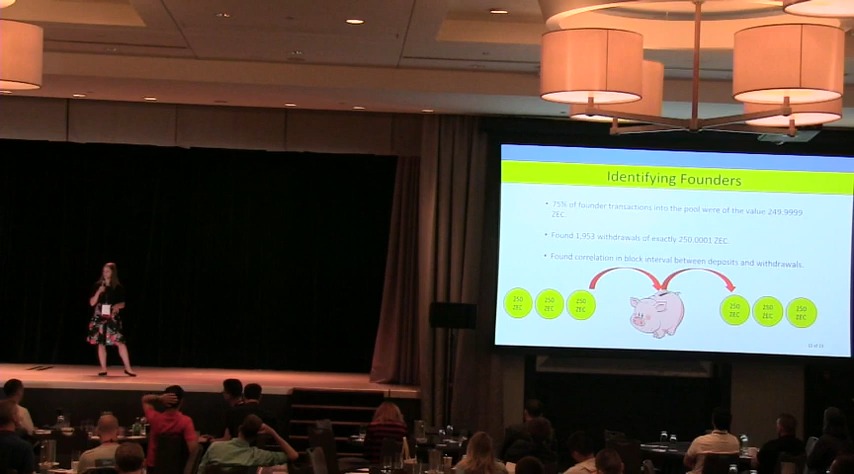 Identifying Founders
• 75% of founder transactions into the pool were of the value 249.9999
ZEC.
• Found 1,953 withdrawals of exactly 250.0001 ZEC
• Found correlation in block interval between deposits and withdrawals.
250
ZEC
250
ZEC
250
ZEC
250
ZEC
250
ZEC
250
ZEC